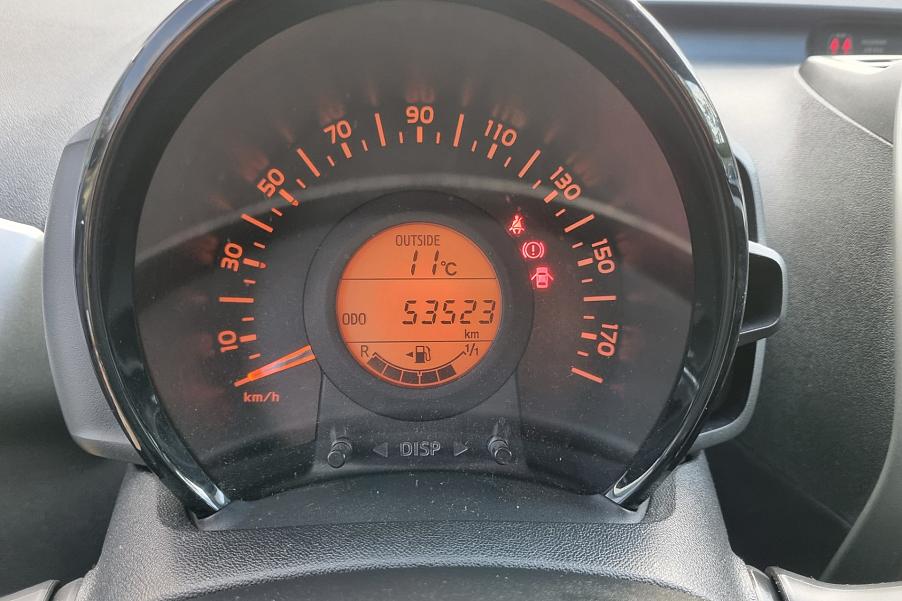 90
70
110
50
130
30
150
10
170
km/h
OUTSIDE
11°C
ODO 53523
km
R 1/1
DISP